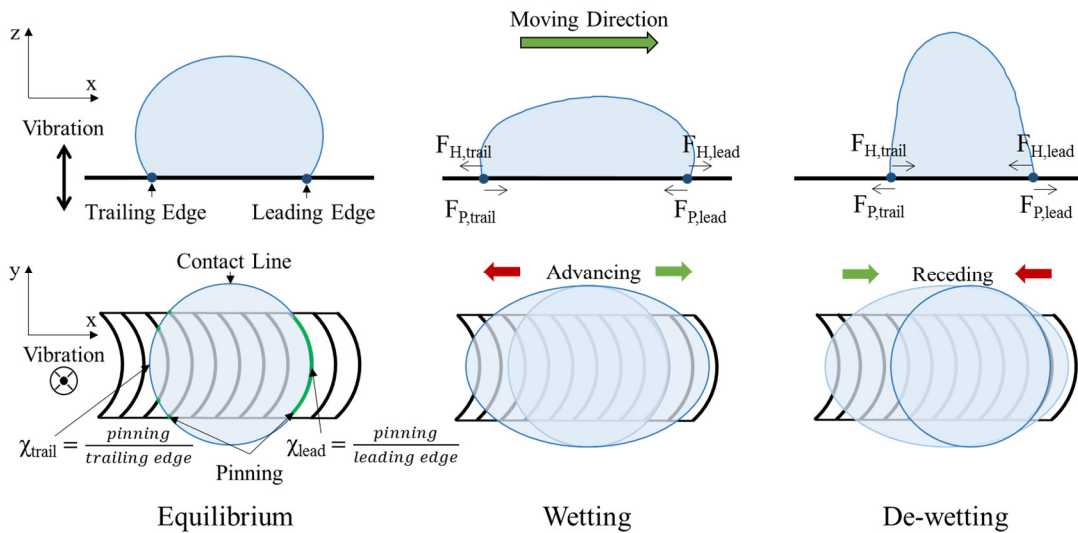 Moving Direction
z
x
Vibration
Trailing Edge
Leading Edge
F_H,trail
F_H,lead
F_P,trail
F_P,lead
F_H,trail
F_H,lead
F_P,trail
F_P,lead
y
x
Vibration
Contact Line
Advancing
Receding
χ_trail = pinning / trailing edge
Pinning
χ_lead = pinning / leading edge
Equilibrium
Wetting
De-wetting